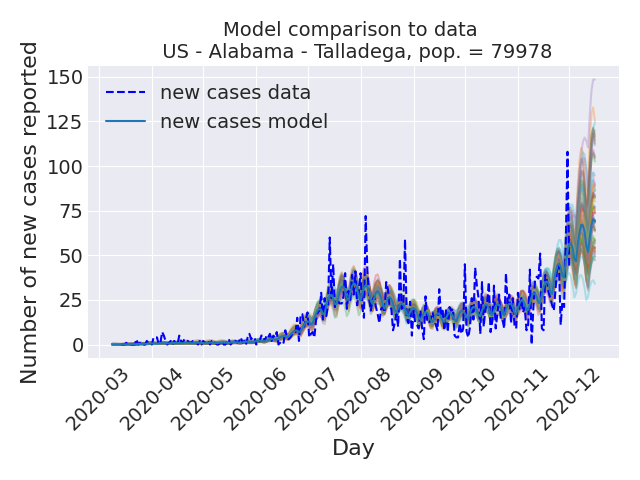 Model comparison to data
US - Alabama - Talladega, pop. = 79978
Number of new cases reported
150
125
100
75
50
25
0
new cases data
new cases model
2020-03
2020-04
2020-05
2020-06
2020-07
2020-08
2020-09
2020-10
2020-11
2020-12
Day